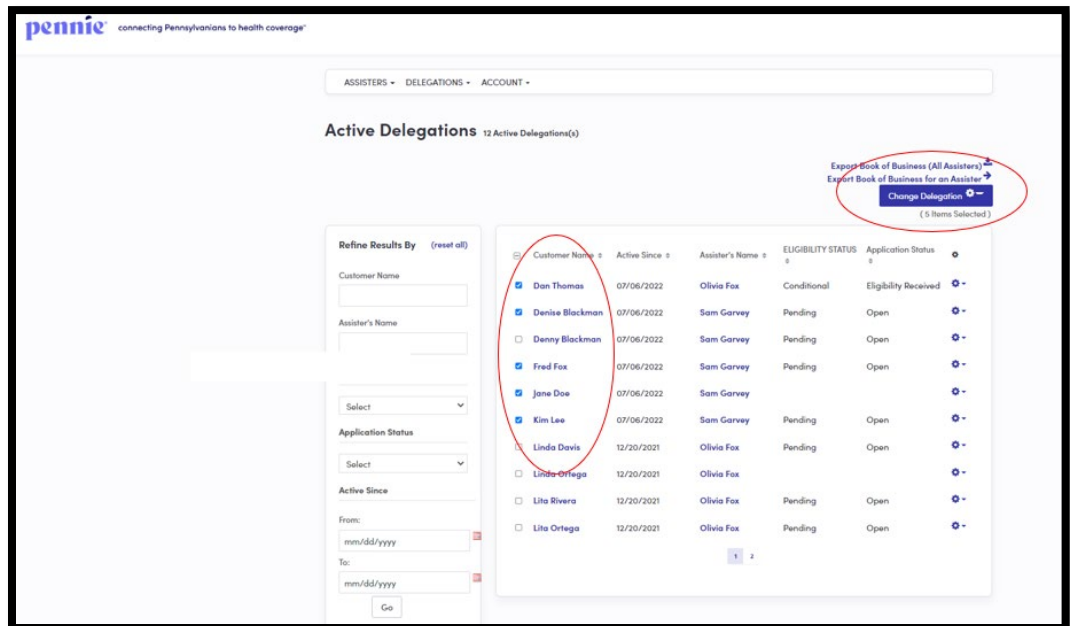 pennie® connecting Pennsylvanians to health coverage™
ASSISTERS DELEGATIONS ACCOUNT
Active Delegations 12 Active Delegations(s)
Export Book of Business (All Assisters)
Export Book of Business for an Assister
Change Delegation
( 5 Items Selected )
Refine Results By (reset all)
Customer Name
Assister's Name
Select
Application Status
Select
Active Since
From:
mm/dd/yyyy
To:
mm/dd/yyyy
Go
Customer Name Active Since Assister's Name ELIGIBILITY STATUS Application Status
Dan Thomas 07/06/2022 Olivia Fox Conditional Eligibility Received
Denise Blackman 07/06/2022 Sam Garvey Pending Open
Denny Blackman 07/06/2022 Sam Garvey Pending Open
Fred Fox 07/06/2022 Sam Garvey Pending Open
Jane Doe 07/06/2022 Sam Garvey
Kim Lee 07/06/2022 Sam Garvey Pending Open
Linda Davis 12/20/2021 Olivia Fox Pending Open
Linda Ortega 12/20/2021 Olivia Fox
Lita Rivera 12/20/2021 Olivia Fox Pending Open
Lita Ortega 12/20/2021 Olivia Fox Pending Open
1 2